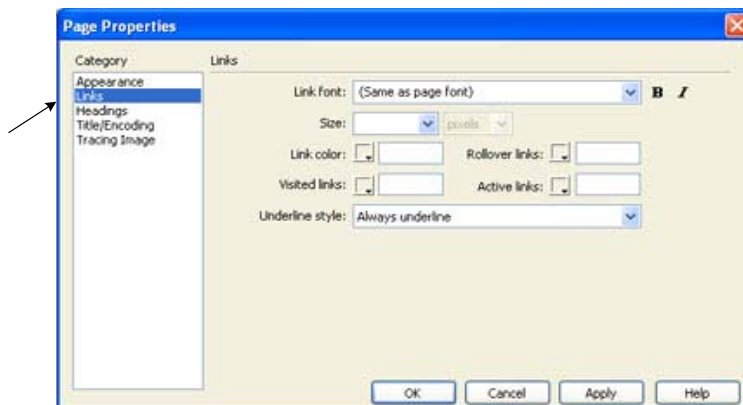 Page Properties
Category
Appearance
Links
Headings
Title/Encoding
Tracing Image
Links
Link font: (Same as page font) B I
Size: pixels
Link color: Rollover links:
Visited links: Active links:
Underline style: Always underline
OK Cancel Apply Help